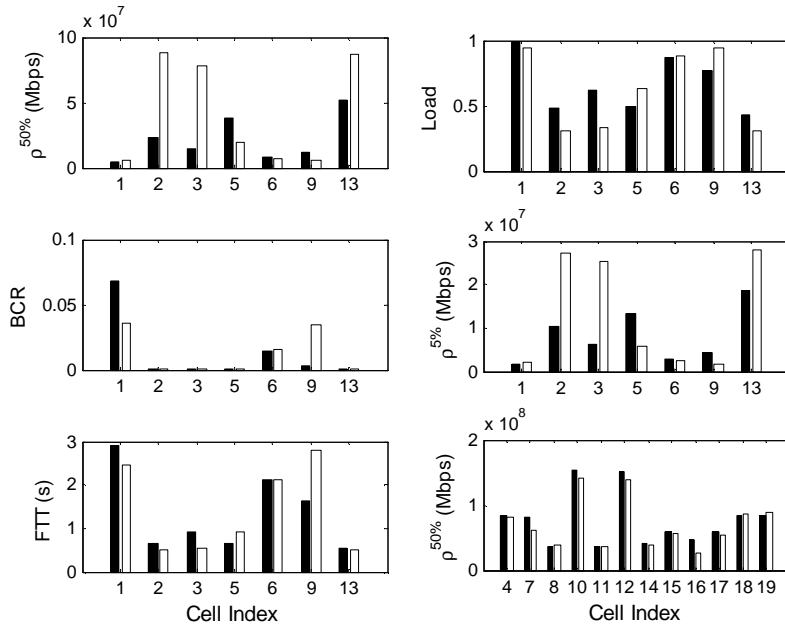 x 10^7
10
5
0
ρ^50% (Mbps)
1 2 3 5 6 9 13
1
0.5
0
Load
1 2 3 5 6 9 13
0.1
0.05
0
BCR
1 2 3 5 6 9 13
x 10^7
3
2
1
0
ρ^5% (Mbps)
1 2 3 5 6 9 13
3
2
1
0
FTT (s)
1 2 3 5 6 9 13
Cell Index
x 10^8
2
1
0
ρ^50% (Mbps)
4 7 8 10 11 12 14 15 16 17 18 19
Cell Index